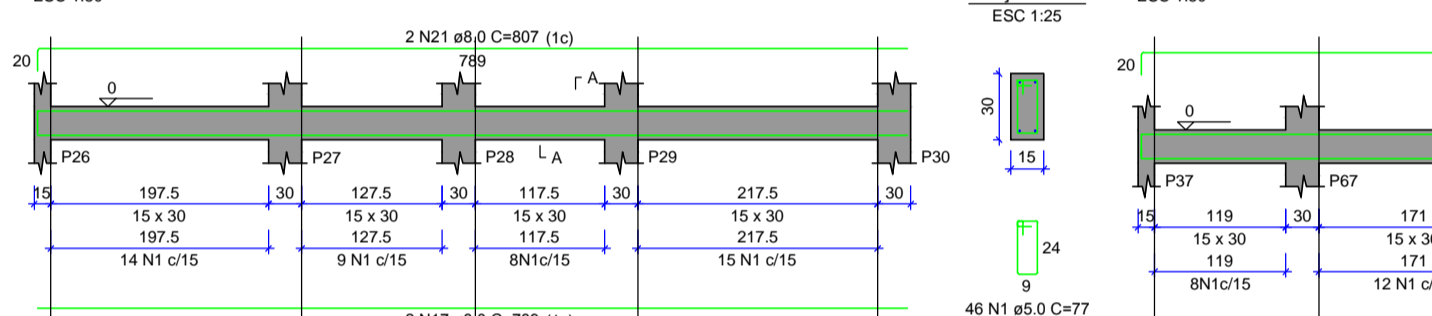 ESC 1:25
2 N21 ø8.0 C=807 (1c)
789
20
0
A
A
P26
P27
P28
P29
P30
15
197.5
30
127.5
30
117.5
30
217.5
30
15 x 30
15 x 30
15 x 30
15 x 30
197.5
127.5
117.5
217.5
14 N1 c/15
9 N1 c/15
8N1c/15
15 N1 c/15
30
15
24
9
46 N1 ø5.0 C=77
20
0
P37
P67
15
119
30
171
15 x 30
119
171
8N1c/15
12 N1